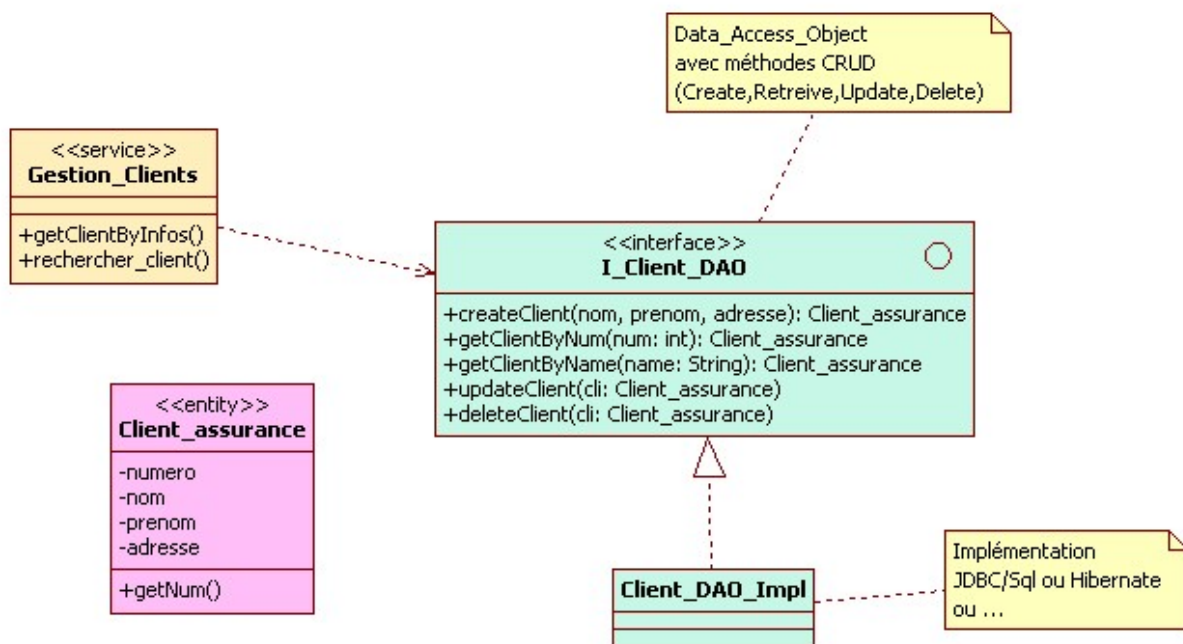 Data_Access_Object
avec méthodes CRUD
(Create,Retreive,Update,Delete)
<<service>>
Gestion_Clients
+getClientByInfos()
+rechercher_client()
<<interface>>
I_Client_DAO
+createClient(nom, prenom, adresse): Client_assurance
+getClientByNum(num: int): Client_assurance
+getClientByName(name: String): Client_assurance
+updateClient(cli: Client_assurance)
+deleteClient(cli: Client_assurance)
<<entity>>
Client_assurance
-numero
-nom
-prenom
-adresse
+getNum()
Client_DAO_Impl
Implémentation
JDBC/Sql ou Hibernate
ou ...